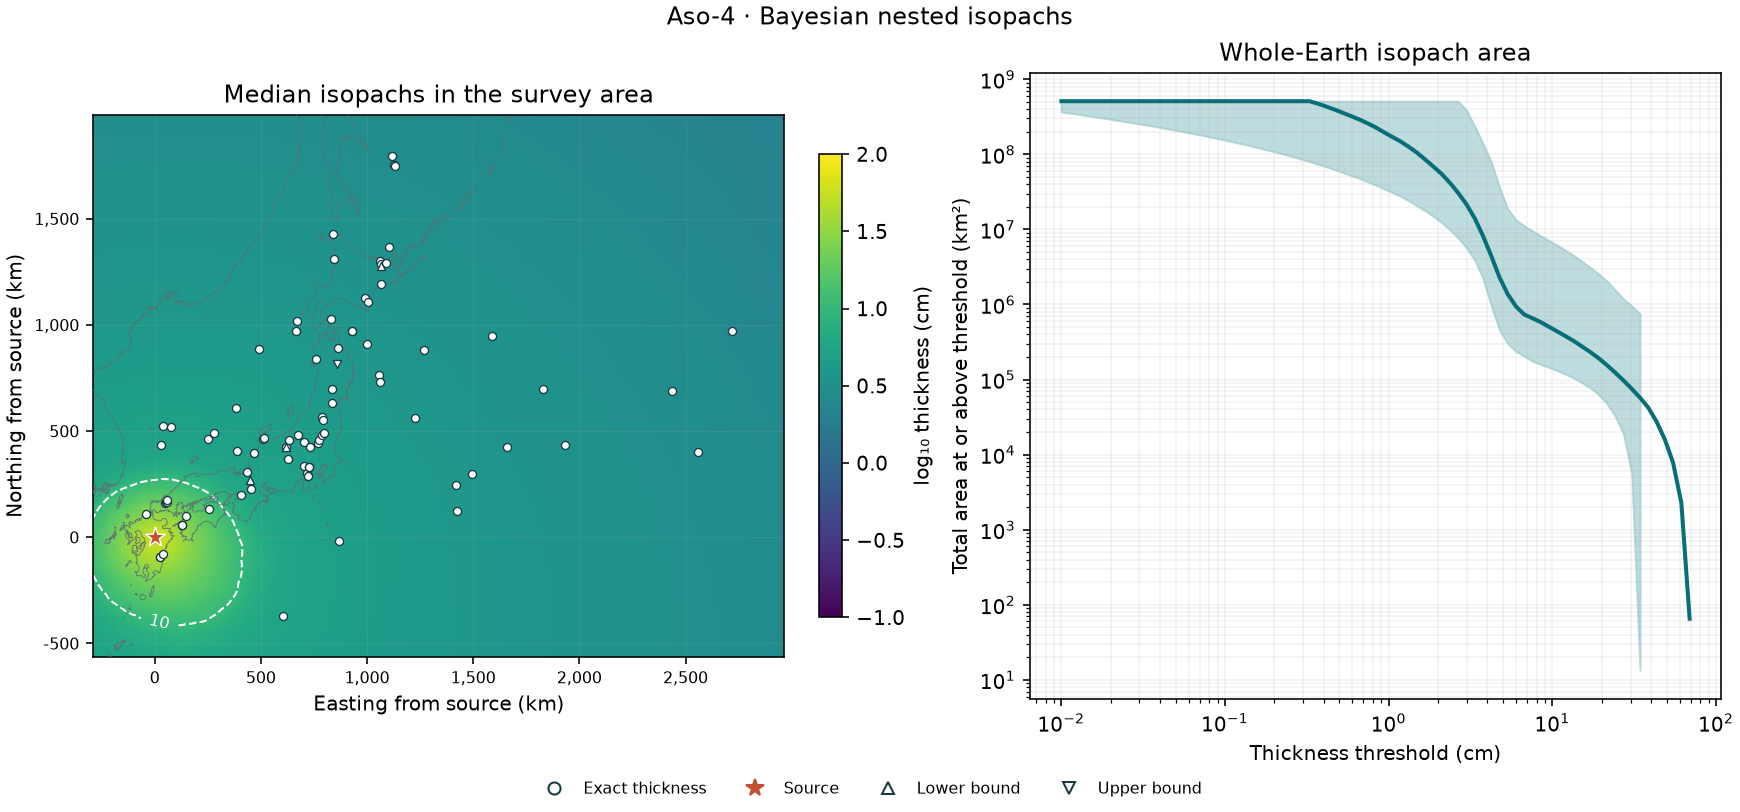 Aso-4 · Bayesian nested isopachs
Median isopachs in the survey area
Northing from source (km)
1,500
1,000
500
0
-500
0
500
1,000
1,500
2,000
2,500
Easting from source (km)
10
2.0
1.5
1.0
0.5
0.0
−0.5
−1.0
log₁₀ thickness (cm)
Whole-Earth isopach area
Total area at or above threshold (km²)
10⁹
10⁸
10⁷
10⁶
10⁵
10⁴
10³
10²
10¹
10⁻²
10⁻¹
10⁰
10¹
10²
Thickness threshold (cm)
Exact thickness
Source
Lower bound
Upper bound